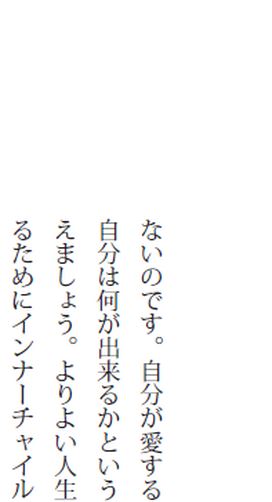 ないのです。自分が愛する
自分は何が出来るかという
えましょう。よりよい人生
るためにインナーチャイル